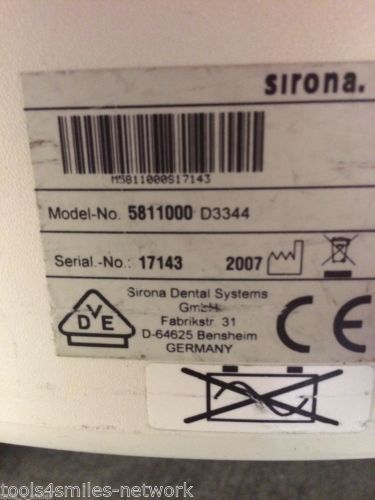 sirona.
M5811000S17143
Model-No. 5811000 D3344
Serial.-No.: 17143 2007
Sirona Dental Systems
GmbH
Fabrikstr. 31
D-64625 Bensheim
GERMANY
DVE
CE
tools4smiles-network